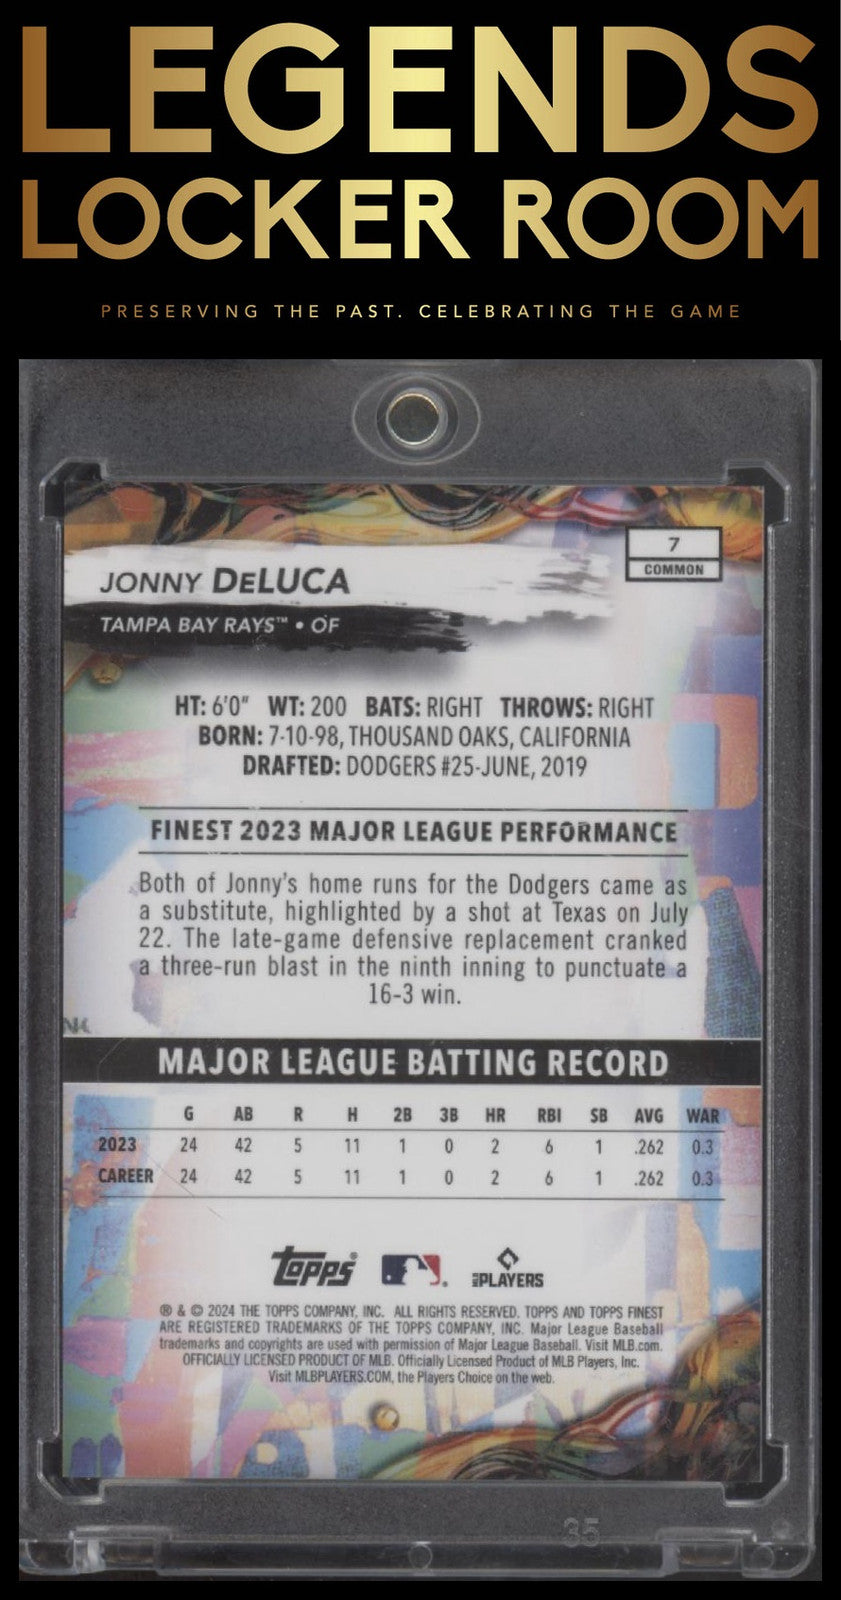 LEGENDS
LOCKER ROOM
PRESERVING THE PAST. CELEBRATING THE GAME
7
COMMON
JONNY DELUCA
TAMPA BAY RAYS™ • OF
HT: 6'0" WT: 200 BATS: RIGHT THROWS: RIGHT
BORN: 7-10-98, THOUSAND OAKS, CALIFORNIA
DRAFTED: DODGERS #25-JUNE, 2019
FINEST 2023 MAJOR LEAGUE PERFORMANCE
Both of Jonny's home runs for the Dodgers came as
a substitute, highlighted by a shot at Texas on July
22. The late-game defensive replacement cranked
a three-run blast in the ninth inning to punctuate a
16-3 win.
MAJOR LEAGUE BATTING RECORD
G AB R H 2B 3B HR RBI SB AVG WAR
2023 24 42 5 11 1 0 2 6 1 .262 0.3
CAREER 24 42 5 11 1 0 2 6 1 .262 0.3
Topps® MLB PLAYERS
® & © 2024 THE TOPPS COMPANY, INC. ALL RIGHTS RESERVED. TOPPS AND TOPPS FINEST
ARE REGISTERED TRADEMARKS OF THE TOPPS COMPANY, INC. Major League Baseball
trademarks and copyrights are used with permission of Major League Baseball. Visit MLB.com.
OFFICIALLY LICENSED PRODUCT OF MLB. Officially Licensed Product of MLB Players, Inc.
Visit MLBPLAYERS.COM, the Players Choice on the web.
35